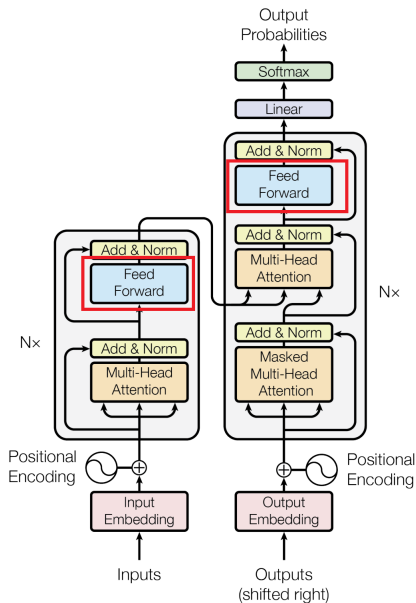 Output
Probabilities
Softmax
Linear
Add & Norm
Feed
Forward
Add & Norm
Multi-Head
Attention
N×
Add & Norm
Masked
Multi-Head
Attention
Add & Norm
Feed
Forward
N×
Add & Norm
Multi-Head
Attention
Positional
Encoding
Positional
Encoding
Input
Embedding
Output
Embedding
Inputs
Outputs
(shifted right)